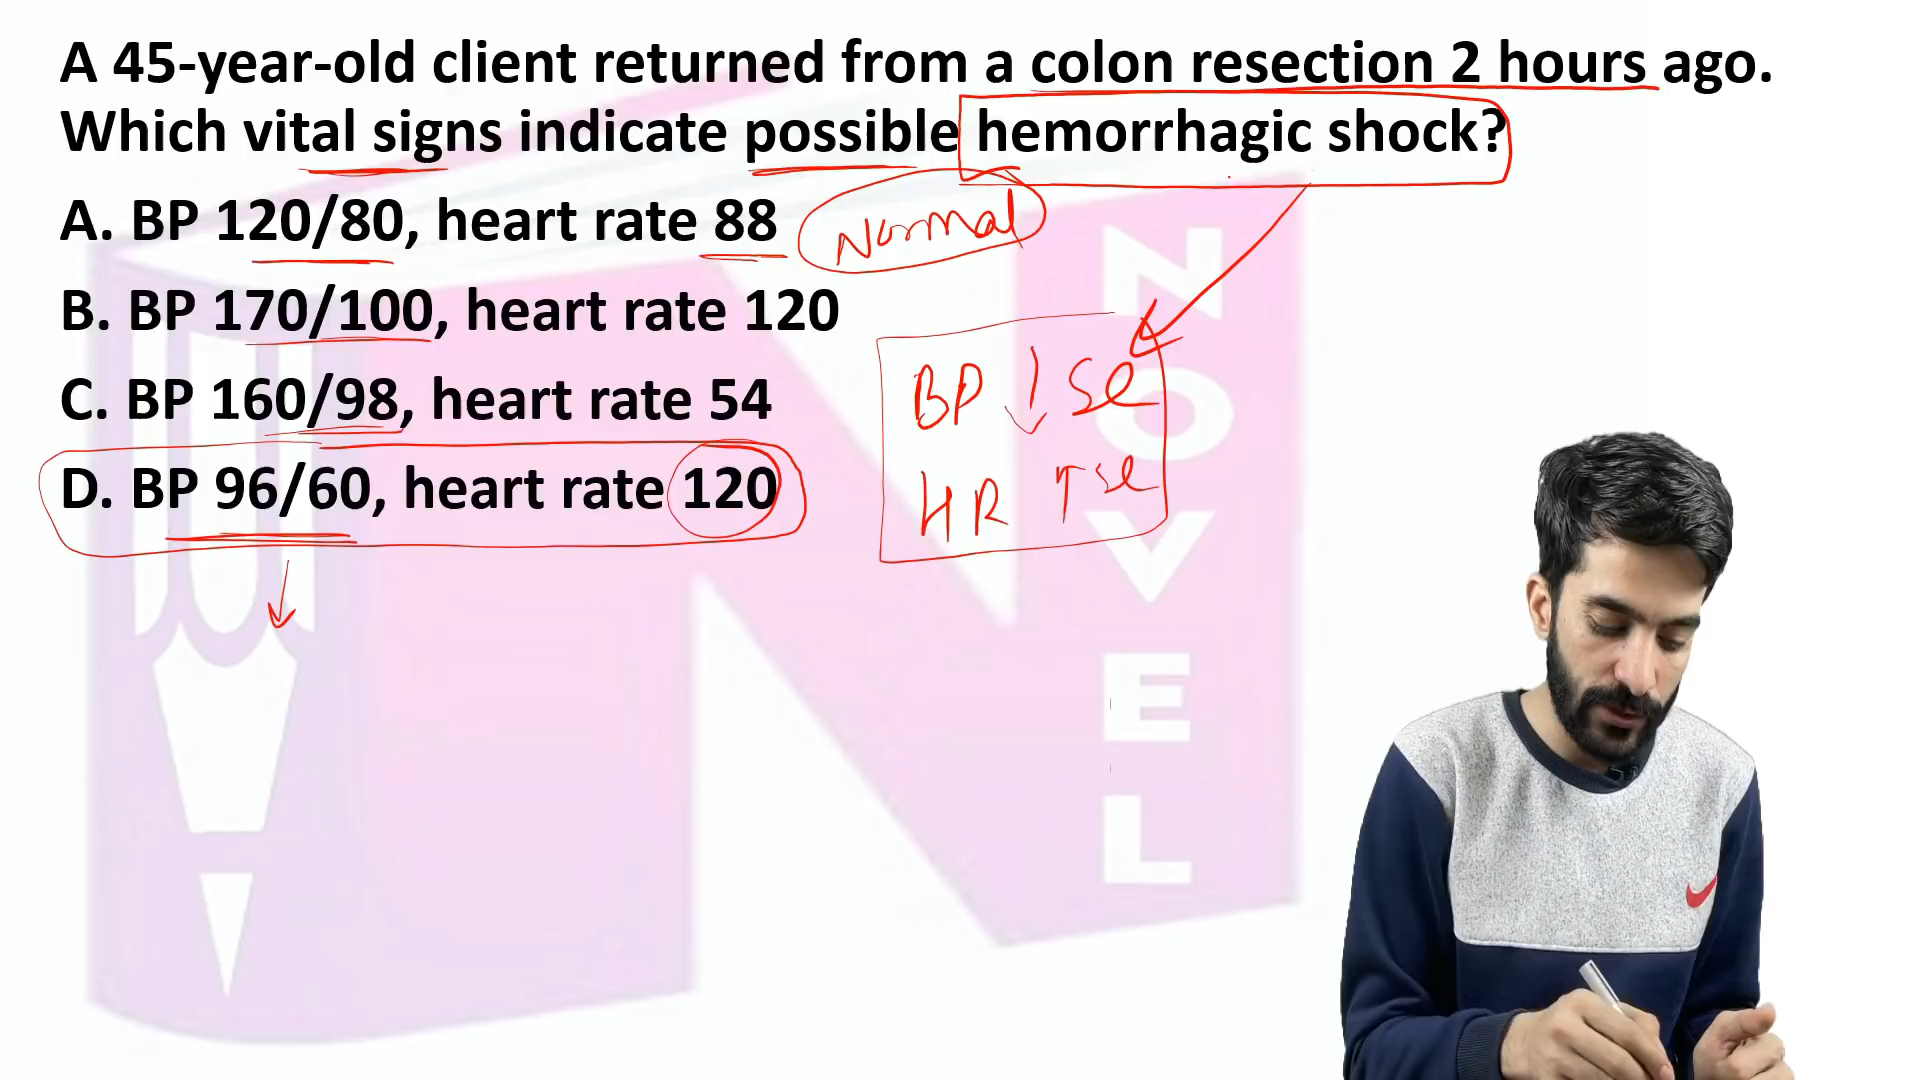 A 45-year-old client returned from a colon resection 2 hours ago.
Which vital signs indicate possible hemorrhagic shock?
A. BP 120/80, heart rate 88
Normal
B. BP 170/100, heart rate 120
C. BP 160/98, heart rate 54
D. BP 96/60, heart rate 120
BP ↓ se
HR ↑ se
NOVEL